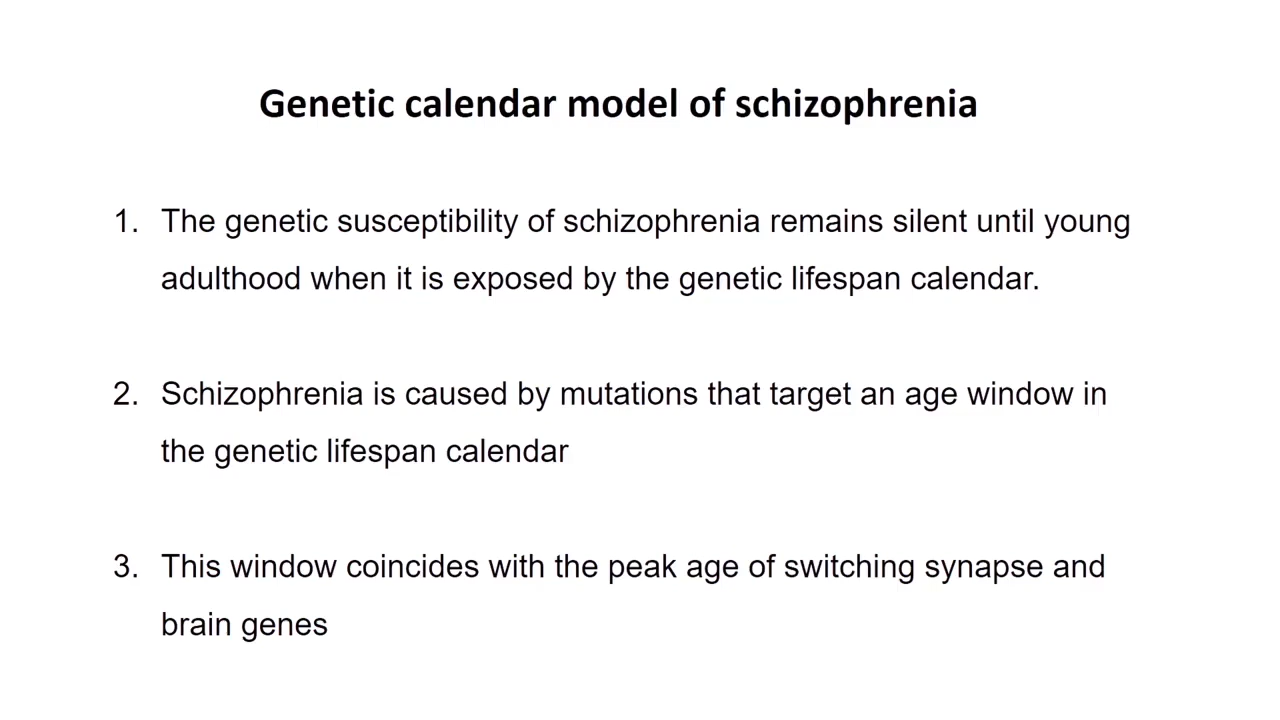 Genetic calendar model of schizophrenia
1. The genetic susceptibility of schizophrenia remains silent until young
adulthood when it is exposed by the genetic lifespan calendar.
2. Schizophrenia is caused by mutations that target an age window in
the genetic lifespan calendar
3. This window coincides with the peak age of switching synapse and
brain genes